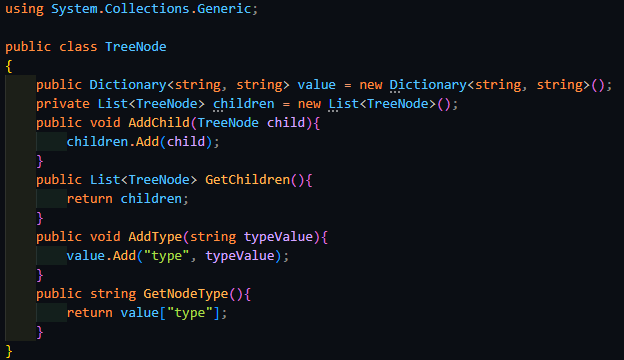 using System.Collections.Generic;
public class TreeNode
{
public Dictionary<string, string> value = new Dictionary<string, string>();
private List<TreeNode> children = new List<TreeNode>();
public void AddChild(TreeNode child){
children.Add(child);
}
public List<TreeNode> GetChildren(){
return children;
}
public void AddType(string typeValue){
value.Add("type", typeValue);
}
public string GetNodeType(){
return value["type"];
}
}